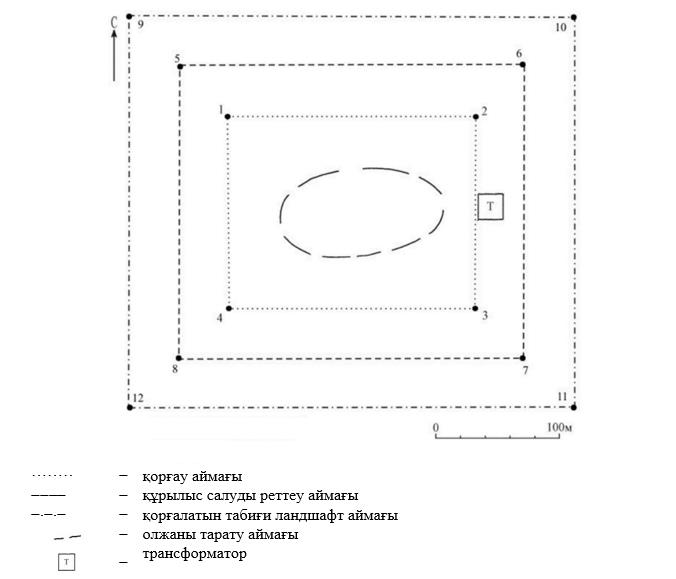 С
9
10
5
6
1
2
Т
4
3
8
7
12
11
0 100м
– қорғау аймағы
– құрылыс салуды реттеу аймағы
– қорғалатын табиғи ландшафт аймағы
– олжаны тарату аймағы
Т – трансформатор